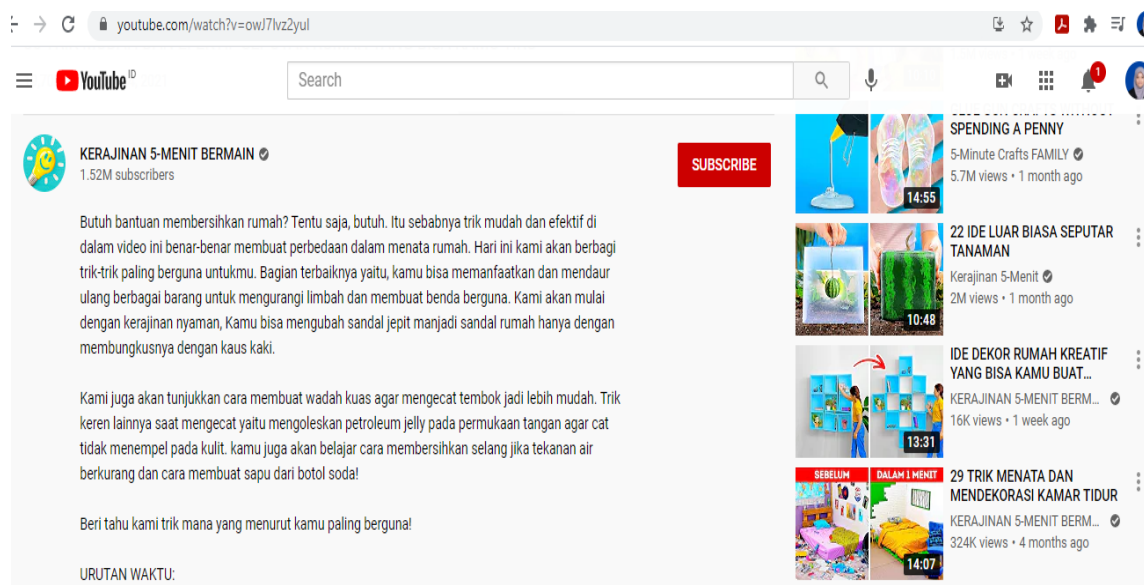 youtube.com/watch?v=owJ7Ivz2yuI
YouTube ID
Search
1
KERAJINAN 5-MENIT BERMAIN
1.52M subscribers
SUBSCRIBE
Butuh bantuan membersihkan rumah? Tentu saja, butuh. Itu sebabnya trik mudah dan efektif di
dalam video ini benar-benar membuat perbedaan dalam menata rumah. Hari ini kami akan berbagi
trik-trik paling berguna untukmu. Bagian terbaiknya yaitu, kamu bisa memanfaatkan dan mendaur
ulang berbagai barang untuk mengurangi limbah dan membuat benda berguna. Kami akan mulai
dengan kerajinan nyaman, Kamu bisa mengubah sandal jepit manjadi sandal rumah hanya dengan
membungkusnya dengan kaus kaki.
Kami juga akan tunjukkan cara membuat wadah kuas agar mengecat tembok jadi lebih mudah. Trik
keren lainnya saat mengecat yaitu mengoleskan petroleum jelly pada permukaan tangan agar cat
tidak menempel pada kulit. kamu juga akan belajar cara membersihkan selang jika tekanan air
berkurang dan cara membuat sapu dari botol soda!
Beri tahu kami trik mana yang menurut kamu paling berguna!
URUTAN WAKTU:
GLUE GUN CRAFTS WITHOUT
SPENDING A PENNY
5-Minute Crafts FAMILY
5.7M views • 1 month ago
14:55
22 IDE LUAR BIASA SEPUTAR
TANAMAN
Kerajinan 5-Menit
2M views • 1 month ago
10:48
IDE DEKOR RUMAH KREATIF
YANG BISA KAMU BUAT...
KERAJINAN 5-MENIT BERM...
16K views • 1 week ago
13:31
SEBELUM
DALAM 1 MENIT
29 TRIK MENATA DAN
MENDEKORASI KAMAR TIDUR
KERAJINAN 5-MENIT BERM...
324K views • 4 months ago
14:07